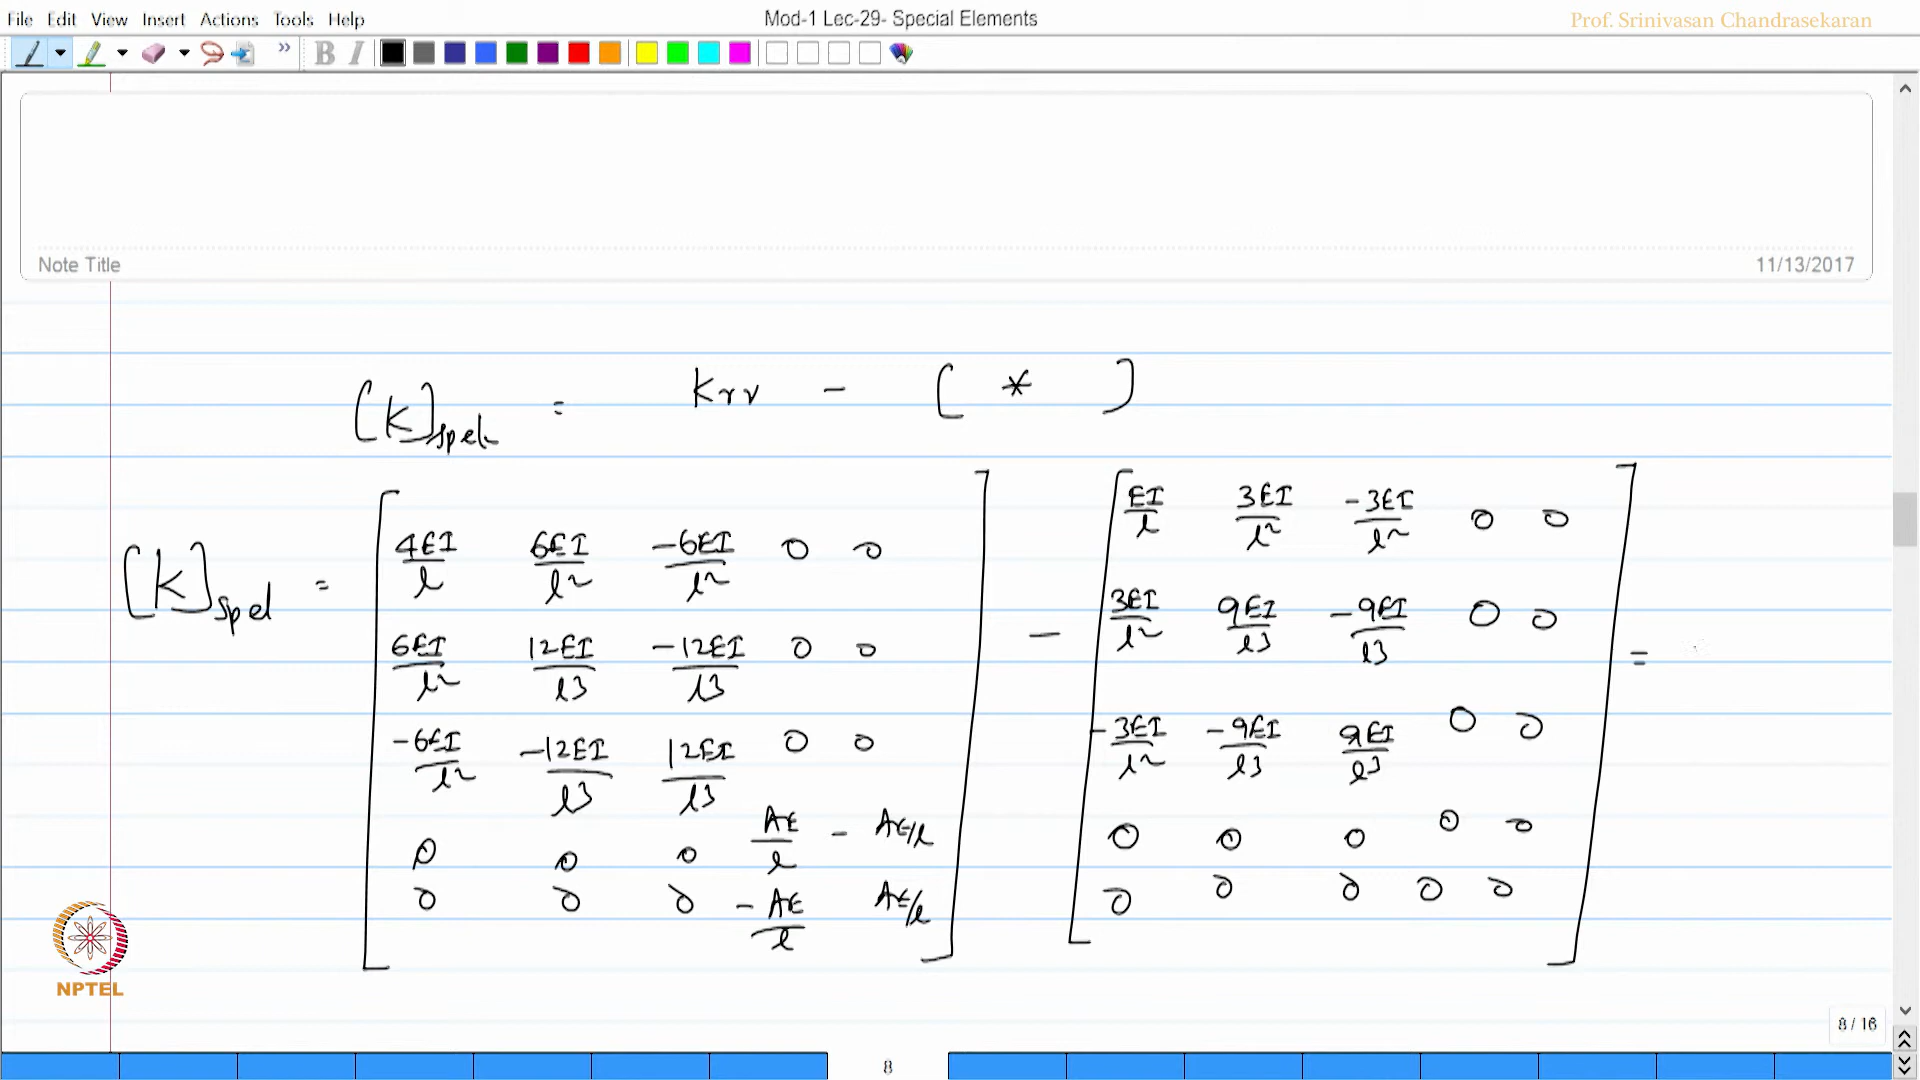 File Edit View Insert Actions Tools Help
Mod-1 Lec-29- Special Elements
Prof. Srinivasan Chandrasekaran
B I
Note Title
11/13/2017
[K]spel = Krr - [ * ]
[K]spel = [ 4EI/l 6EI/l² -6EI/l² 0 0 ] - [ EI/l 3EI/l² -3EI/l² 0 0 ] =
6EI/l² 12EI/l3 -12EI/l3 0 0 3EI/l² 9EI/l3 -9EI/l3 0 0
-6EI/l² -12EI/l3 12EI/l3 0 0 -3EI/l² -9EI/l3 9EI/l3 0 0
0 0 0 AE/l - AE/l 0 0 0 0 0
0 0 0 -AE/l AE/l 0 0 0 0 0
NPTEL
8 / 16
8